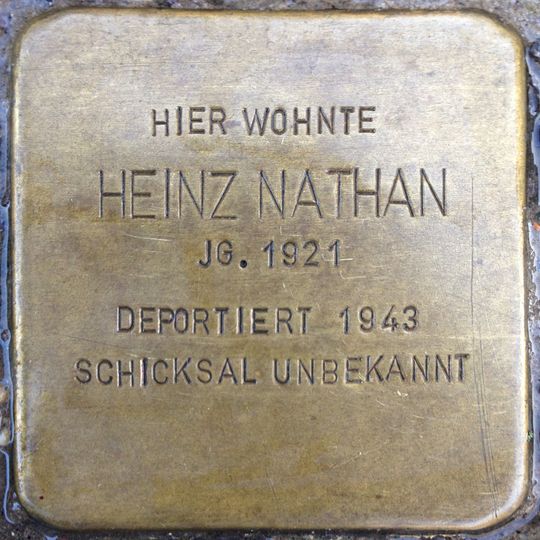 HIER WOHNTE
HEINZ NATHAN
JG. 1921
DEPORTIERT 1943
SCHICKSAL UNBEKANNT